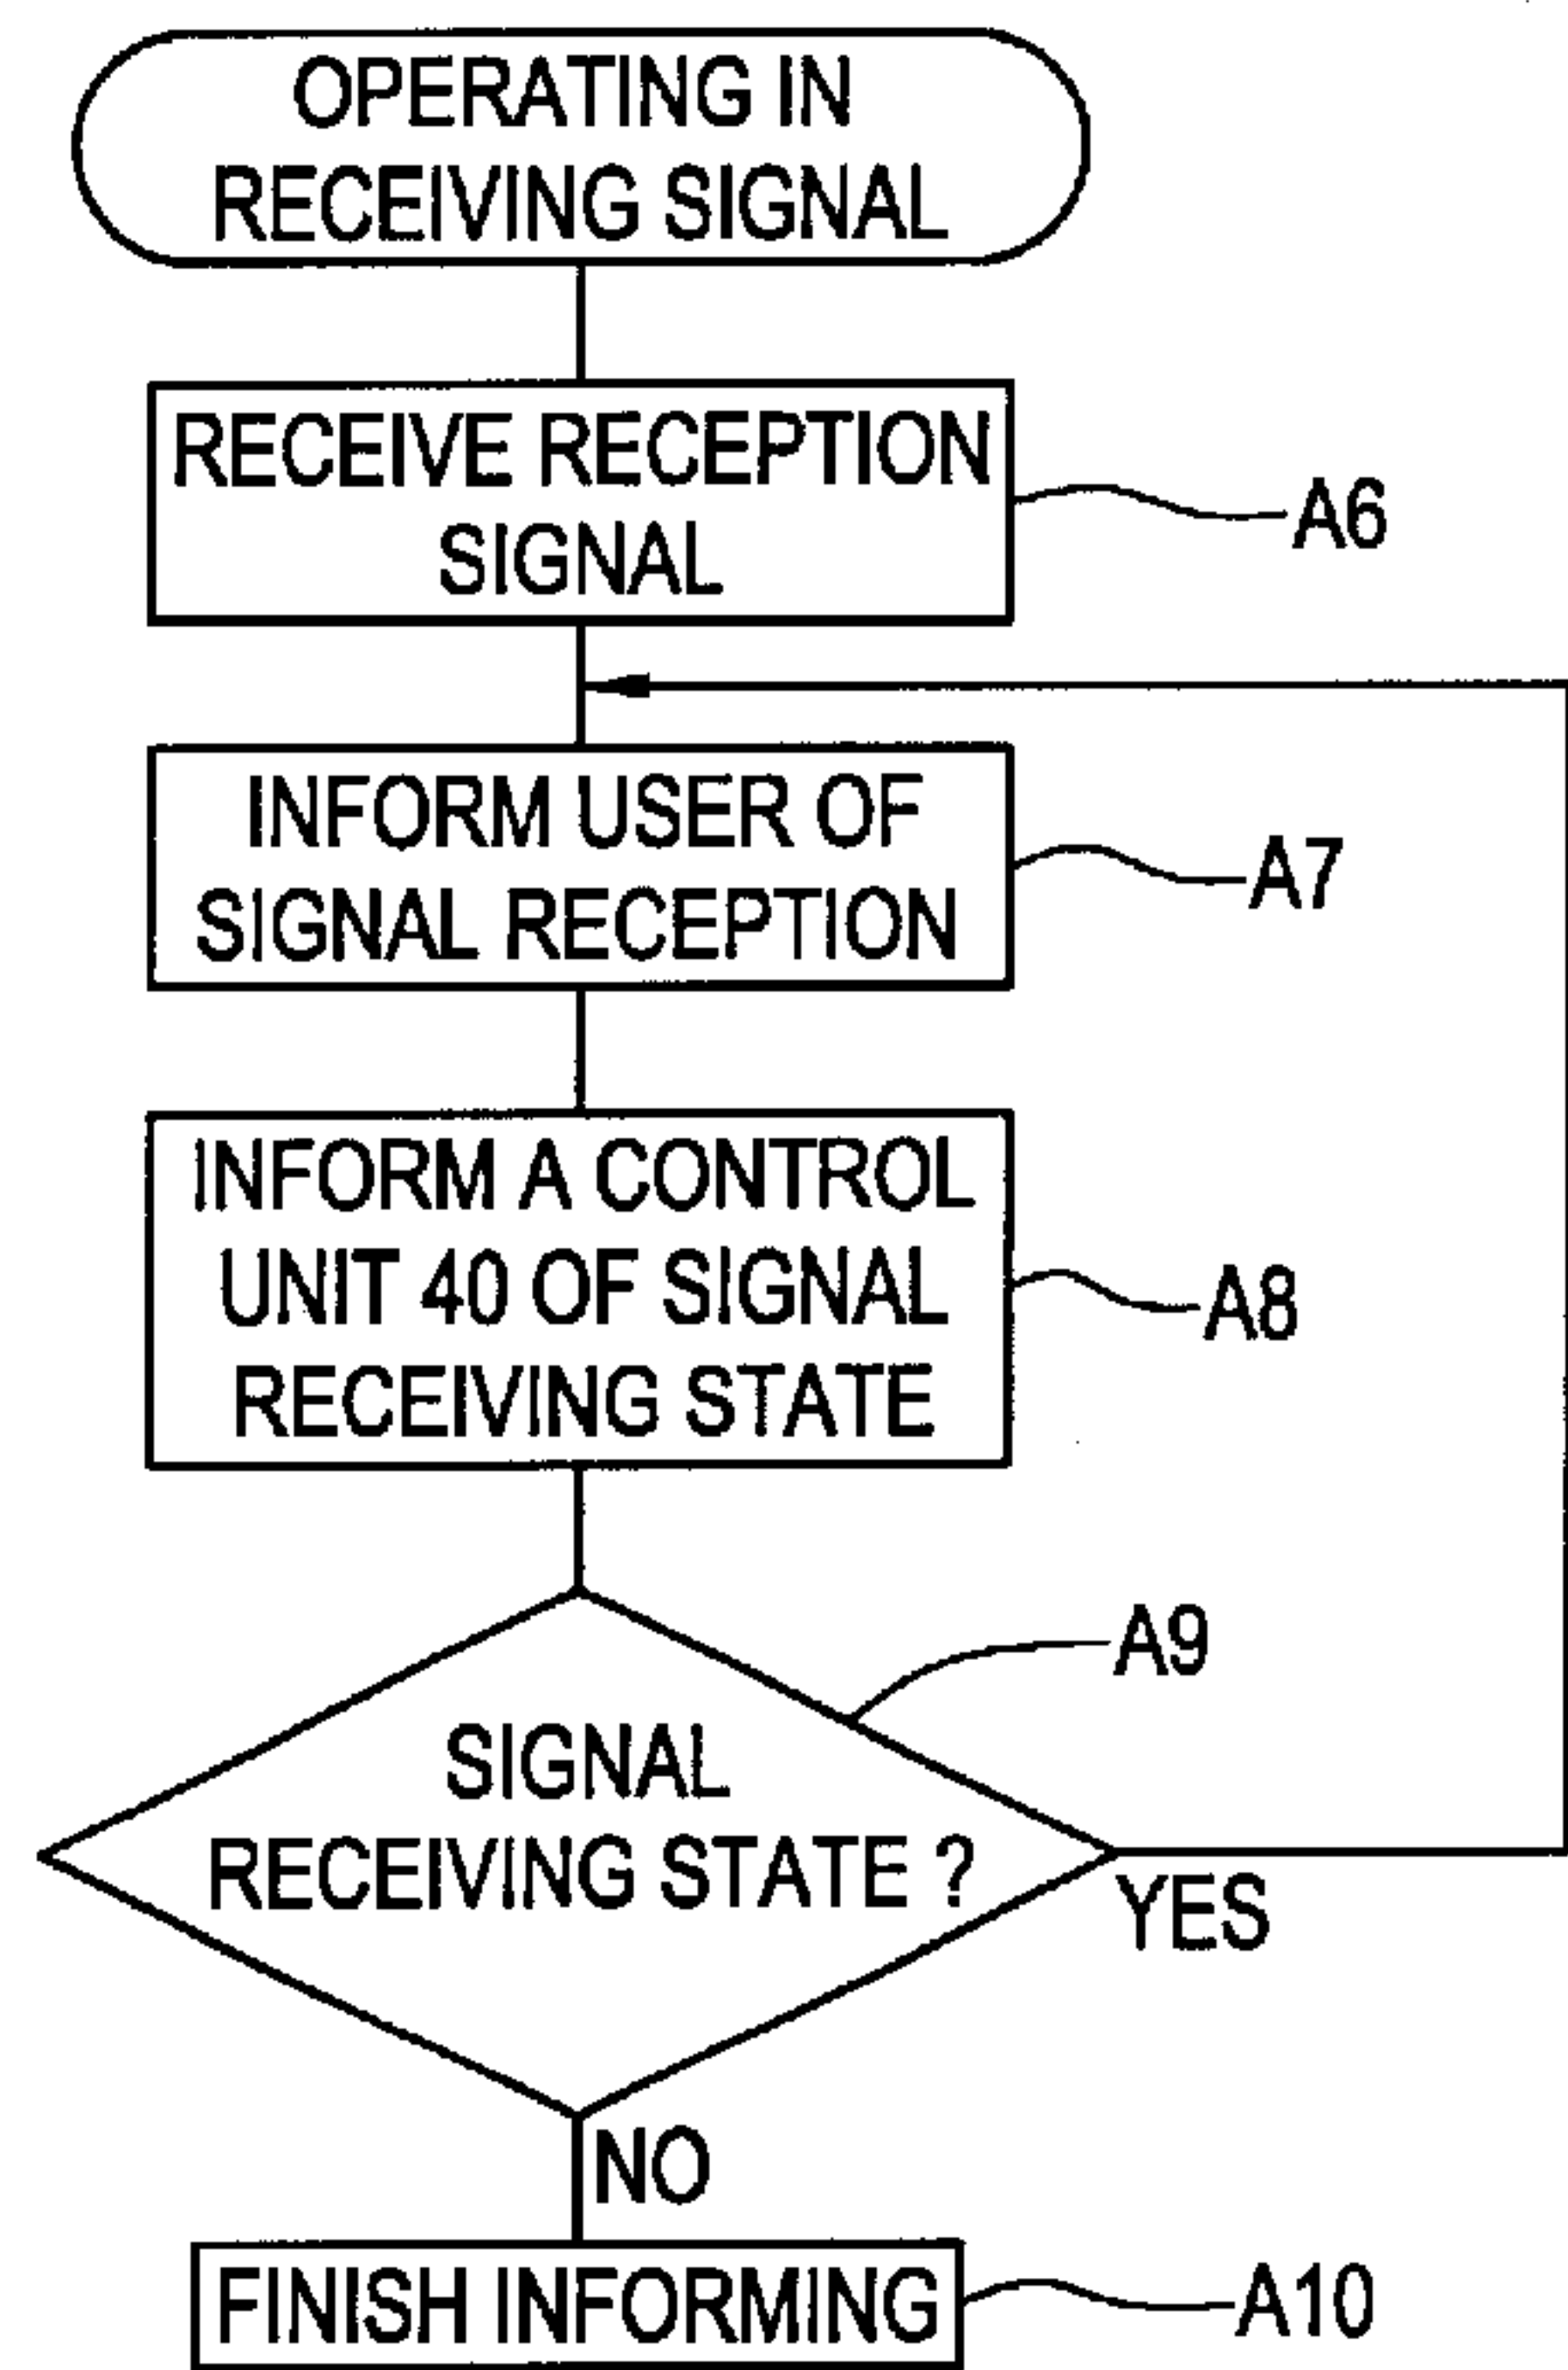 OPERATING IN
RECEIVING SIGNAL
RECEIVE RECEPTION
SIGNAL
A6
INFORM USER OF
SIGNAL RECEPTION
A7
INFORM A CONTROL
UNIT 40 OF SIGNAL
RECEIVING STATE
A8
A9
SIGNAL
RECEIVING STATE ?
YES
NO
FINISH INFORMING
A10